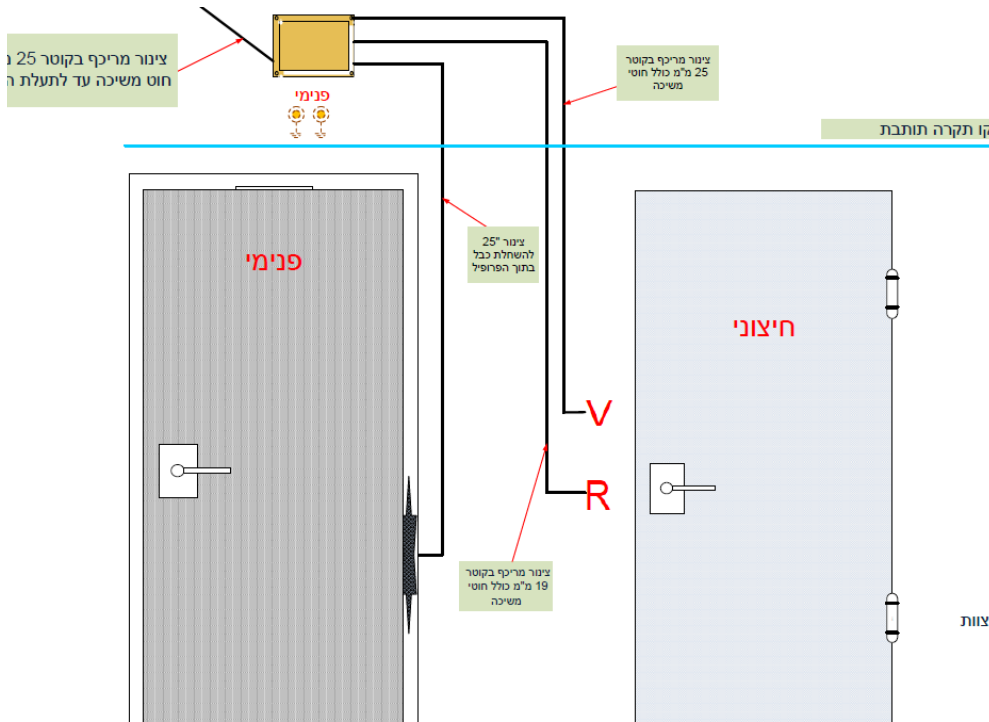 צינור מריכף בקוטר 25
חוט משיכה עד לתעלת
פנימי
צינור מריכף בקוטר
25 מ"מ כולל חוטי
משיכה
קו תקרה תותבת
צינור "25
להשחלת כבל
בתוך הפרופיל
פנימי
חיצוני
V
R
צינור מריכף בקוטר
19 מ"מ כולל חוטי
משיכה